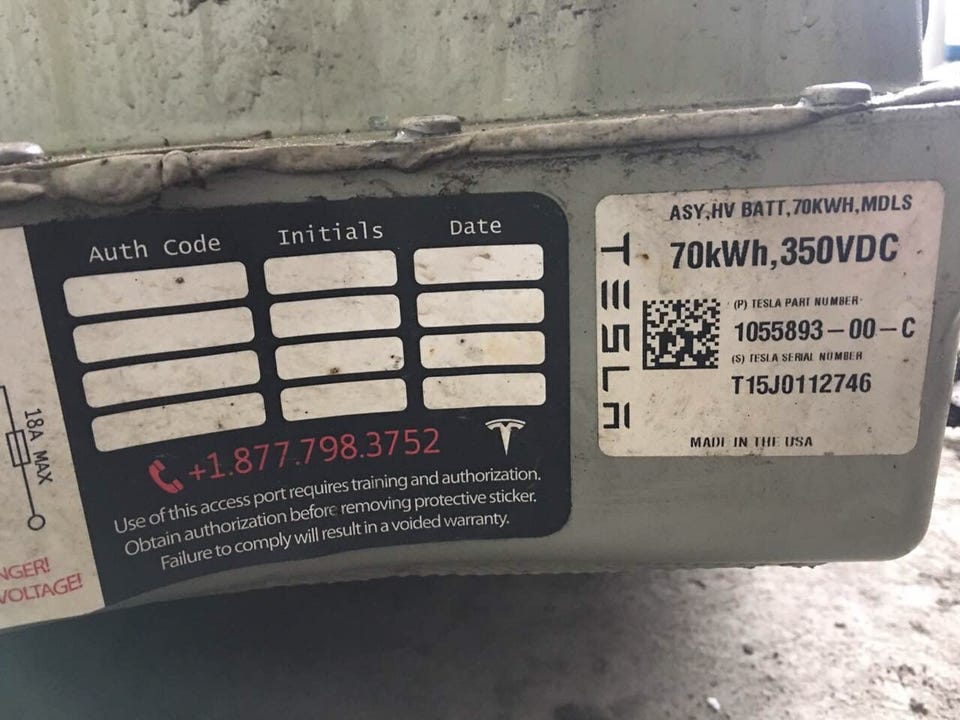 Auth Code Initials Date
+1.877.798.3752
Use of this access port requires training and authorization.
Obtain authorization before removing protective sticker.
Failure to comply will result in a voided warranty.
18A MAX
NGER!
VOLTAGE!
TESLA
ASY,HV BATT,70KWH,MDLS
70kWh,350VDC
(P) TESLA PART NUMBER
1055893-00-C
(S) TESLA SERIAL NUMBER
T15J0112746
MADE IN THE USA